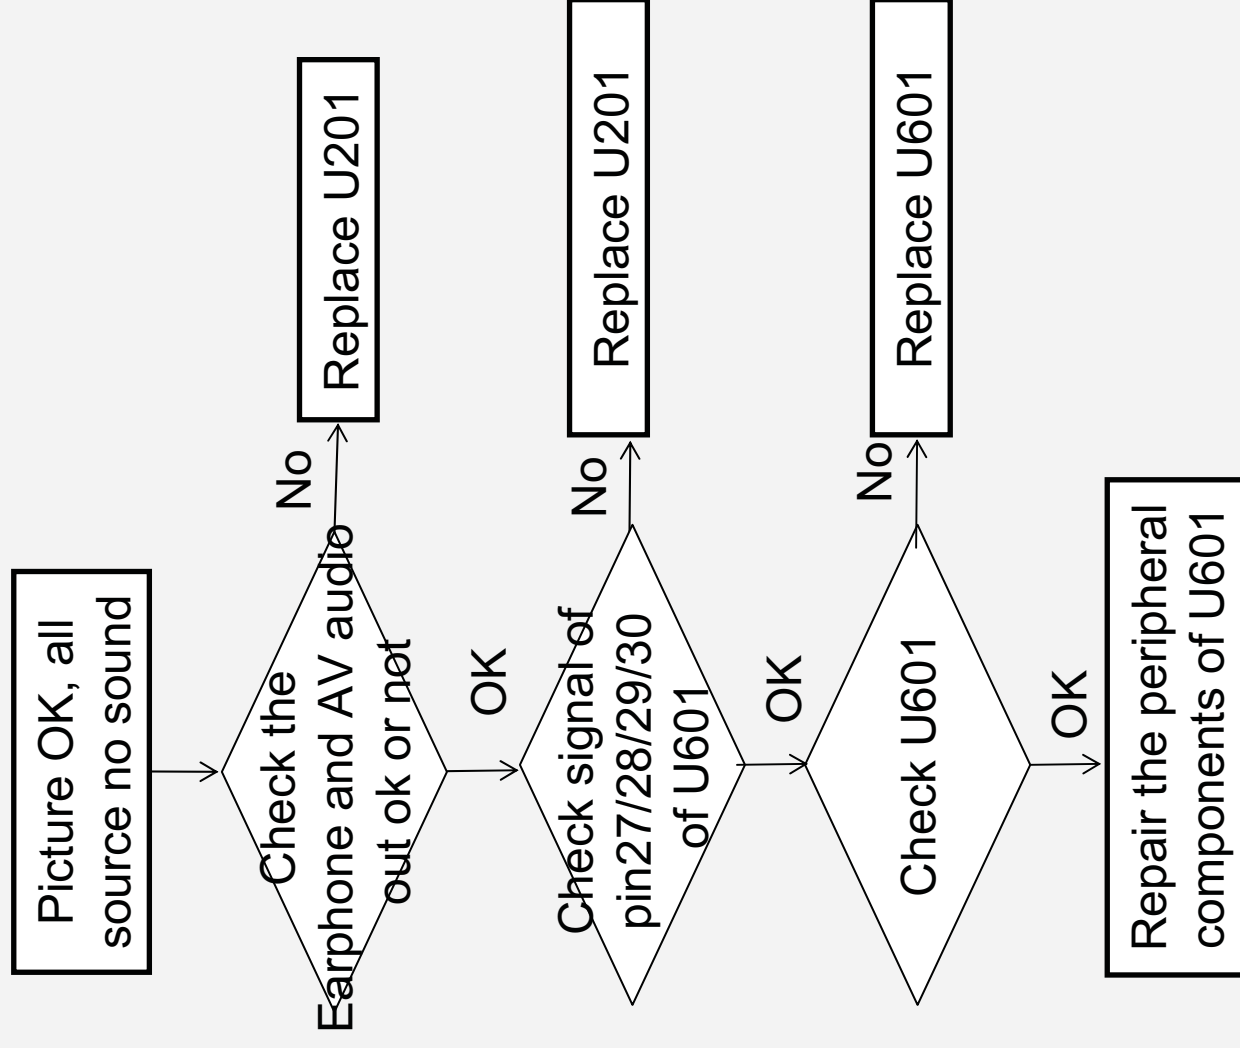 Picture OK, all
source no sound
Check the
Earphone and AV audio
out ok or not
No
Replace U201
OK
Check signal of
pin27/28/29/30
of U601
No
Replace U201
OK
Check U601
No
Replace U601
OK
Repair the peripheral
components of U601